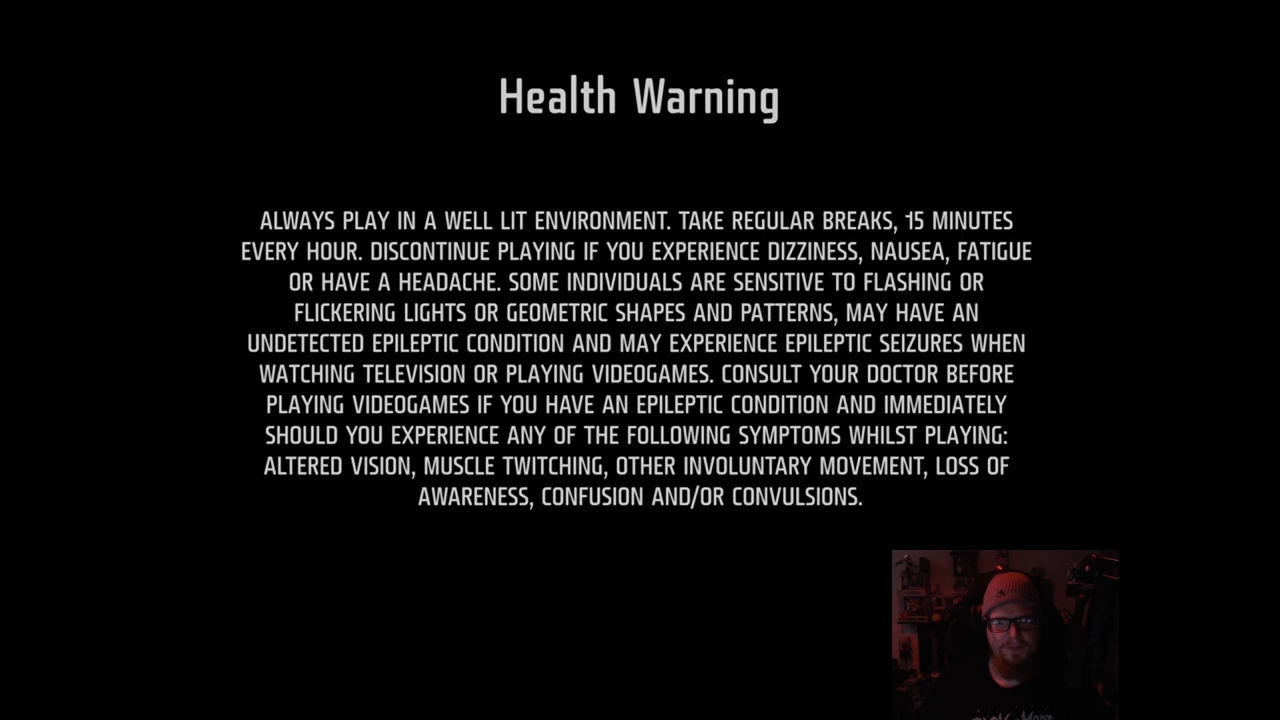 Health Warning
ALWAYS PLAY IN A WELL LIT ENVIRONMENT. TAKE REGULAR BREAKS, 15 MINUTES
EVERY HOUR. DISCONTINUE PLAYING IF YOU EXPERIENCE DIZZINESS, NAUSEA, FATIGUE
OR HAVE A HEADACHE. SOME INDIVIDUALS ARE SENSITIVE TO FLASHING OR
FLICKERING LIGHTS OR GEOMETRIC SHAPES AND PATTERNS, MAY HAVE AN
UNDETECTED EPILEPTIC CONDITION AND MAY EXPERIENCE EPILEPTIC SEIZURES WHEN
WATCHING TELEVISION OR PLAYING VIDEOGAMES. CONSULT YOUR DOCTOR BEFORE
PLAYING VIDEOGAMES IF YOU HAVE AN EPILEPTIC CONDITION AND IMMEDIATELY
SHOULD YOU EXPERIENCE ANY OF THE FOLLOWING SYMPTOMS WHILST PLAYING:
ALTERED VISION, MUSCLE TWITCHING, OTHER INVOLUNTARY MOVEMENT, LOSS OF
AWARENESS, CONFUSION AND/OR CONVULSIONS.